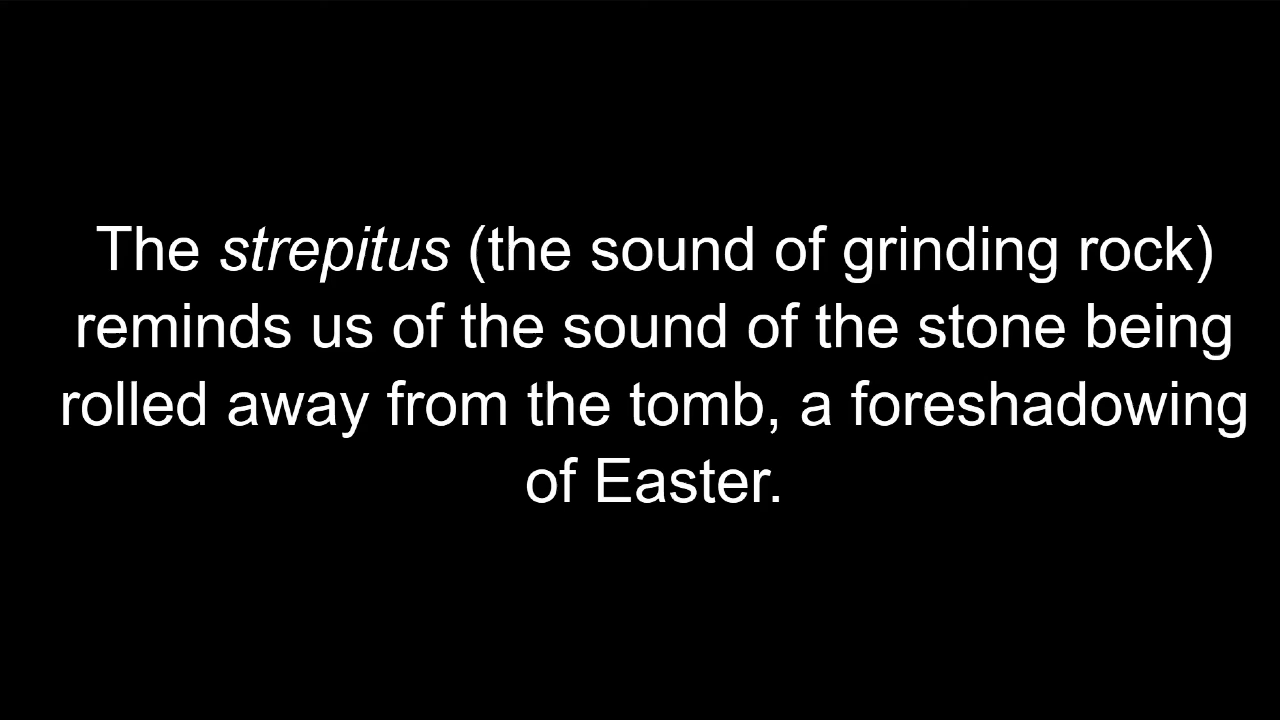 The strepitus (the sound of grinding rock)
reminds us of the sound of the stone being
rolled away from the tomb, a foreshadowing
of Easter.